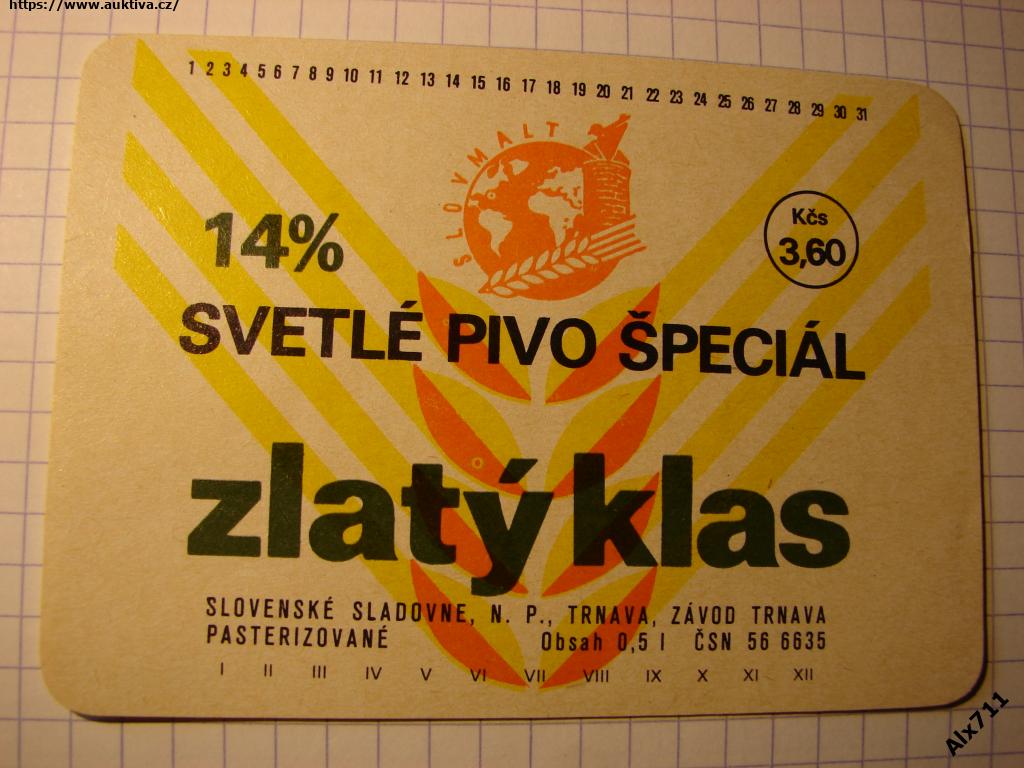 https://www.auktiva.cz/
1 2 3 4 5 6 7 8 9 10 11 12 13 14 15 16 17 18 19 20 21 22 23 24 25 26 27 28 29 30 31
SLOVMALT
14%
Kčs
3,60
SVETLÉ PIVO ŠPECIÁL
zlatý klas
SLOVENSKÉ SLADOVNE, N. P., TRNAVA, ZÁVOD TRNAVA
PASTERIZOVANÉ Obsah 0,5 l ČSN 56 6635
I II III IV V VI VII VIII IX X XI XII
Alx711